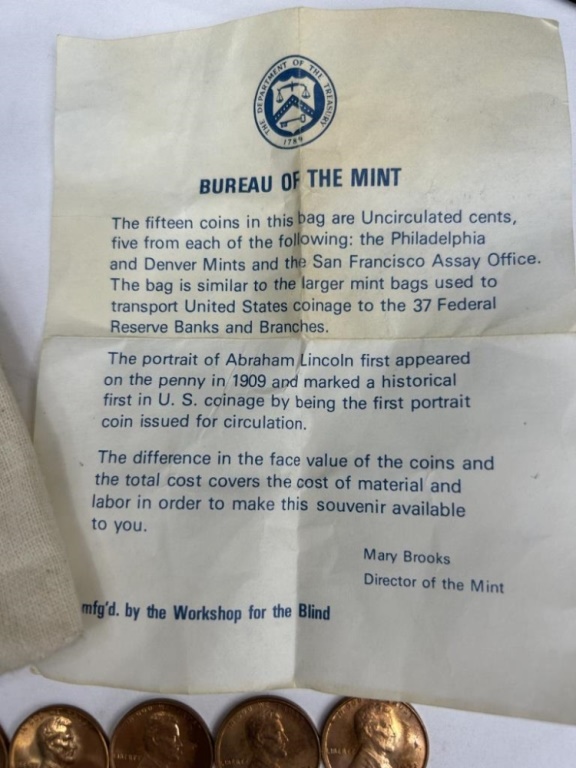 THE DEPARTMENT OF THE TREASURY
1789
BUREAU OF THE MINT
The fifteen coins in this bag are Uncirculated cents,
five from each of the following: the Philadelphia
and Denver Mints and the San Francisco Assay Office.
The bag is similar to the larger mint bags used to
transport United States coinage to the 37 Federal
Reserve Banks and Branches.
The portrait of Abraham Lincoln first appeared
on the penny in 1909 and marked a historical
first in U. S. coinage by being the first portrait
coin issued for circulation.
The difference in the face value of the coins and
the total cost covers the cost of material and
labor in order to make this souvenir available
to you.
Mary Brooks
Director of the Mint
mfg'd. by the Workshop for the Blind